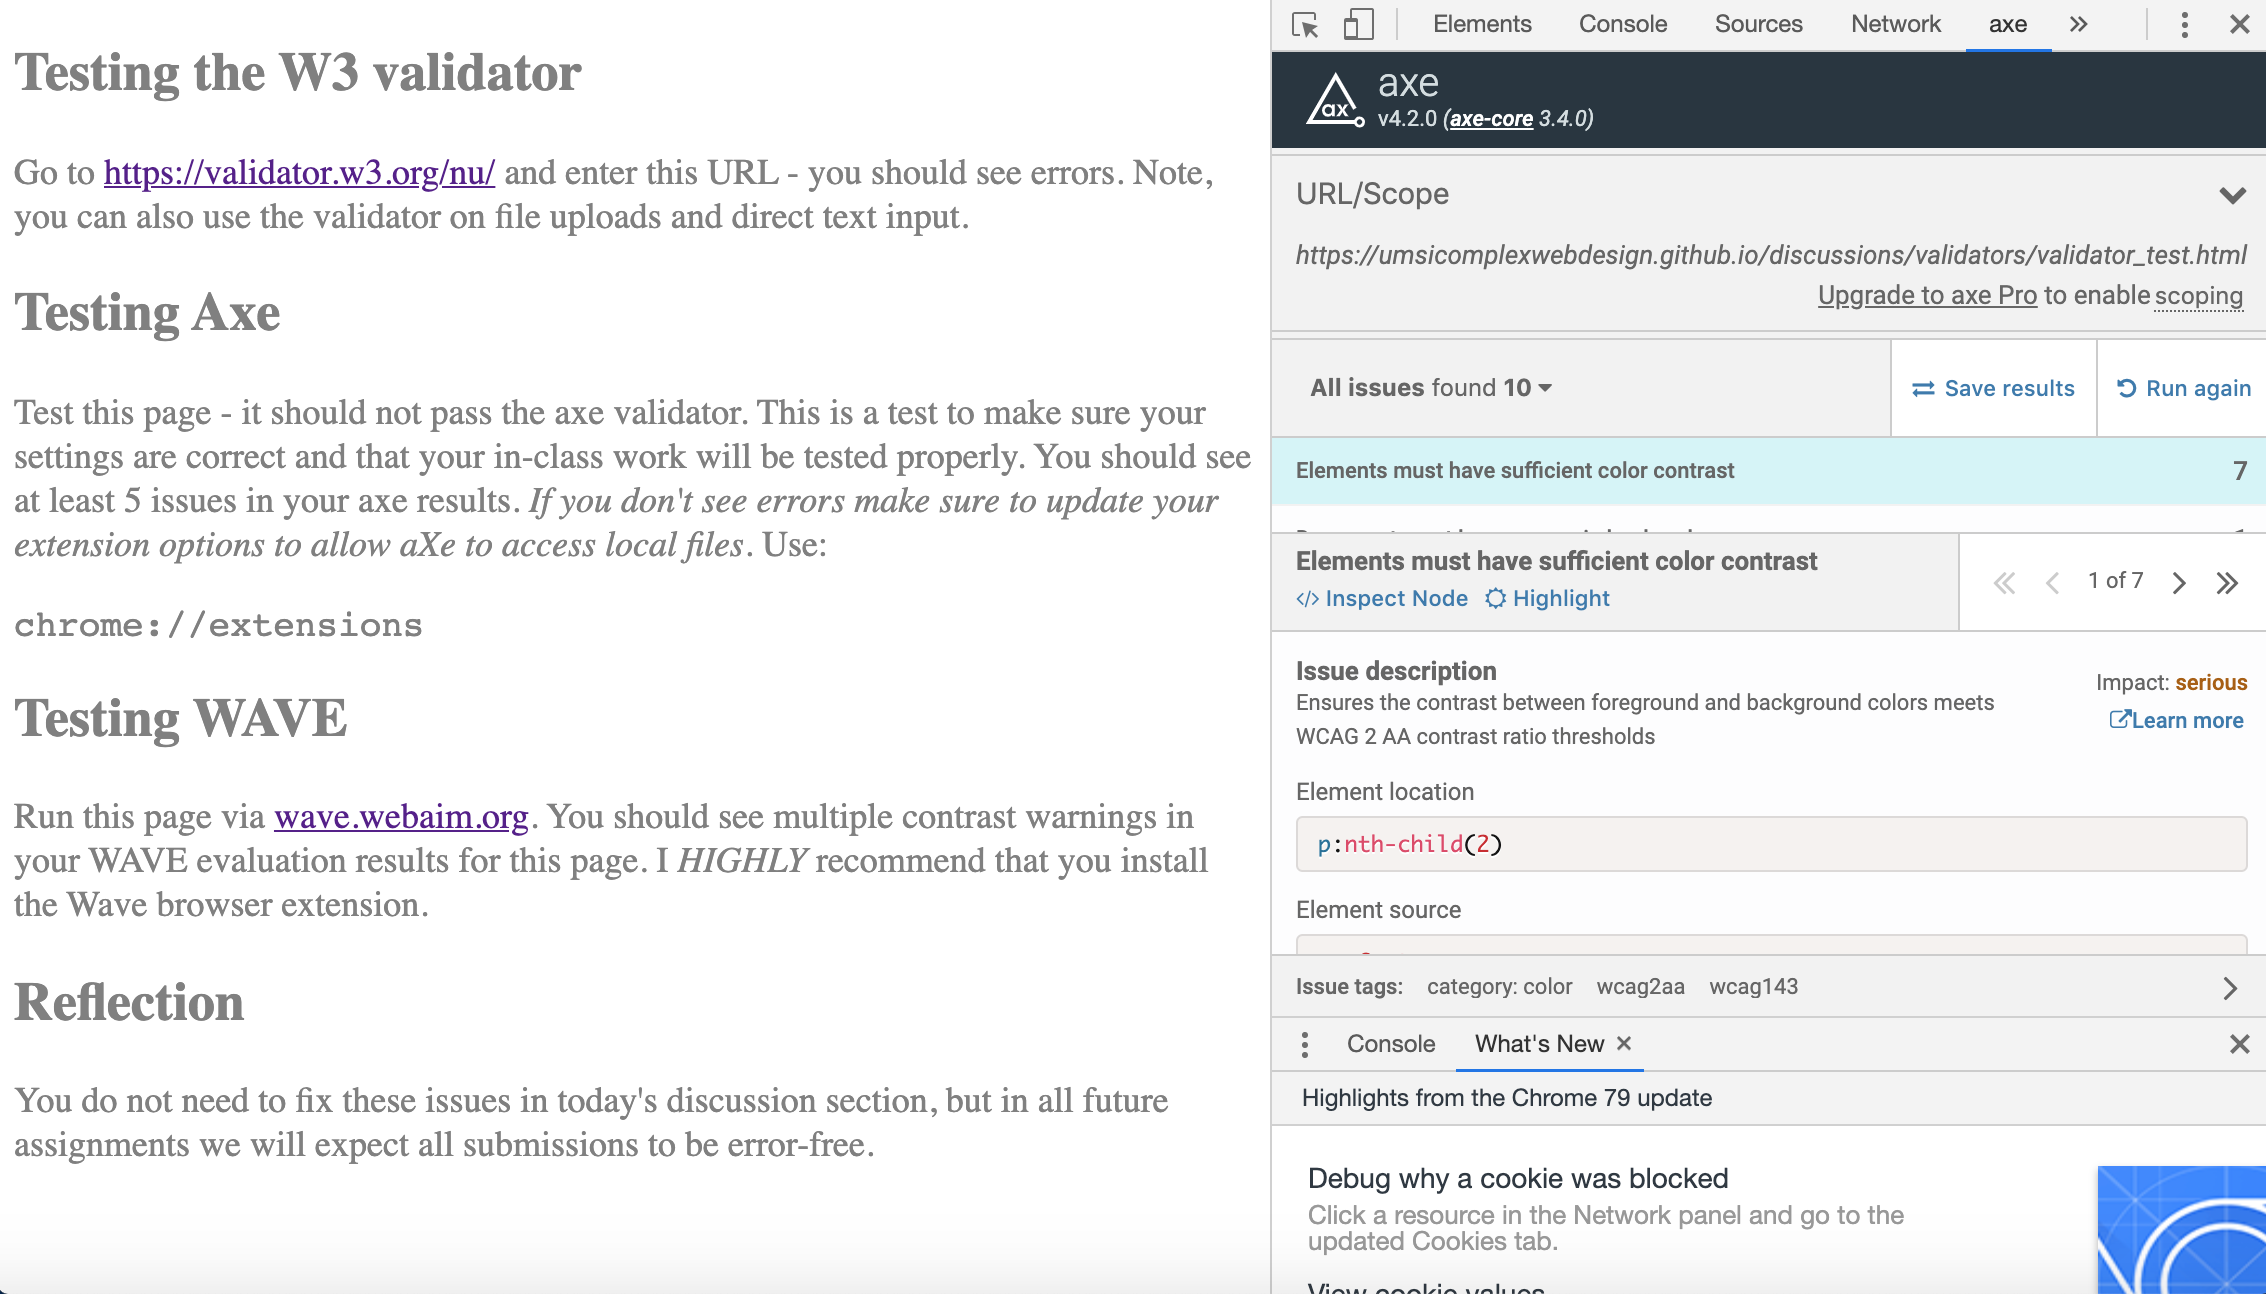 Testing the W3 validator
Go to https://validator.w3.org/nu/ and enter this URL - you should see errors. Note,
you can also use the validator on file uploads and direct text input.
Testing Axe
Test this page - it should not pass the axe validator. This is a test to make sure your
settings are correct and that your in-class work will be tested properly. You should see
at least 5 issues in your axe results. If you don't see errors make sure to update your
extension options to allow aXe to access local files. Use:
chrome://extensions
Testing WAVE
Run this page via wave.webaim.org. You should see multiple contrast warnings in
your WAVE evaluation results for this page. I HIGHLY recommend that you install
the Wave browser extension.
Reflection
You do not need to fix these issues in today's discussion section, but in all future
assignments we will expect all submissions to be error-free.
Elements Console Sources Network axe
ax
axe
v4.2.0 (axe-core 3.4.0)
URL/Scope
https://umsicomplexwebdesign.github.io/discussions/validators/validator_test.html
Upgrade to axe Pro to enable scoping
All issues found 10
Save results
Run again
Elements must have sufficient color contrast 7
Elements must have sufficient color contrast
</> Inspect Node Highlight
1 of 7
Issue description
Ensures the contrast between foreground and background colors meets
WCAG 2 AA contrast ratio thresholds
Impact: serious
Learn more
Element location
p:nth-child(2)
Element source
Issue tags: category: color wcag2aa wcag143
Console What's New
Highlights from the Chrome 79 update
Debug why a cookie was blocked
Click a resource in the Network panel and go to the
updated Cookies tab.
View cookie values